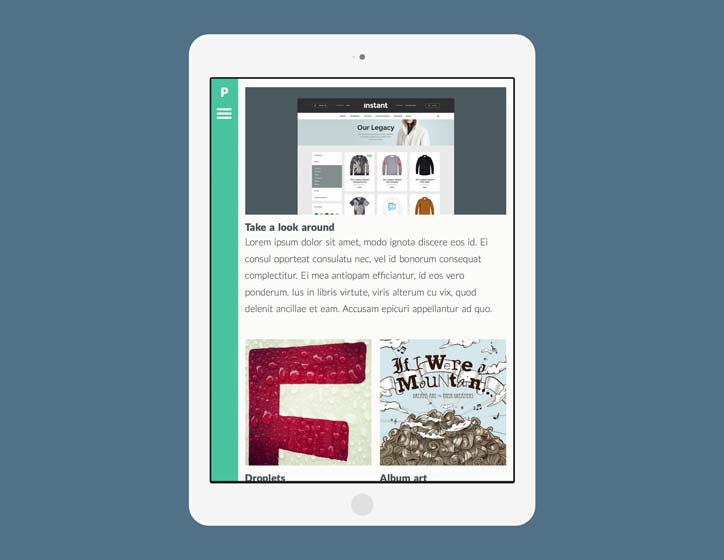 P
instant
Our Legacy
Take a look around
Lorem ipsum dolor sit amet, modo ignota discere eos id. Ei
consul oporteat consulatu nec, vel id bonorum consequat
complectitur. Ei mea antiopam efficiantur, id eos vero
ponderum. Ius in libris virtute, viris alterum cu vix, quod
delenit ancillae et eam. Accusam epicuri appellantur ad quo.
If I Were a
Mountain...
Droplets
Album art